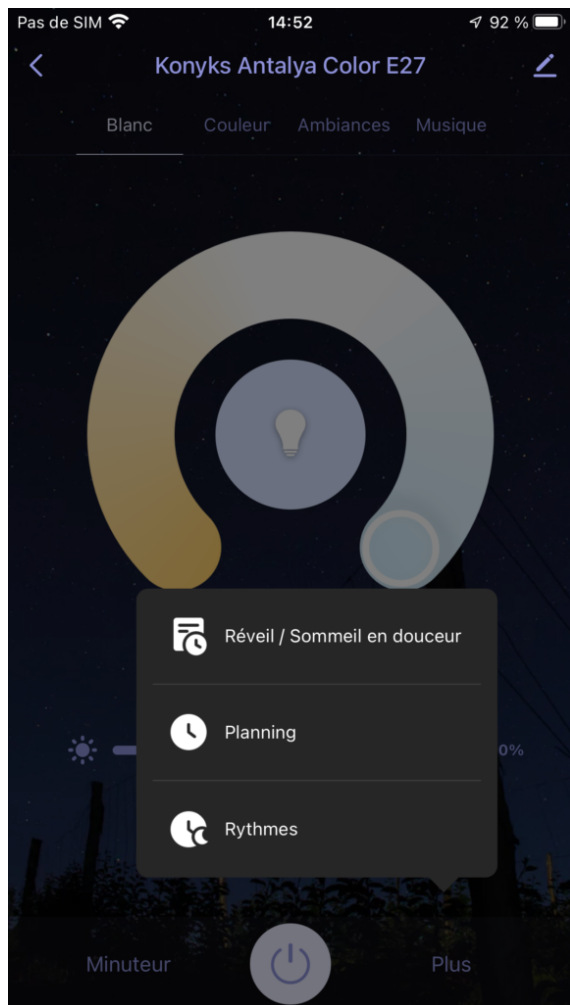 Pas de SIM 14:52 92 %
Konyks Antalya Color E27
Blanc Couleur Ambiances Musique
Réveil / Sommeil en douceur
Planning
0%
Rythmes
Minuteur Plus